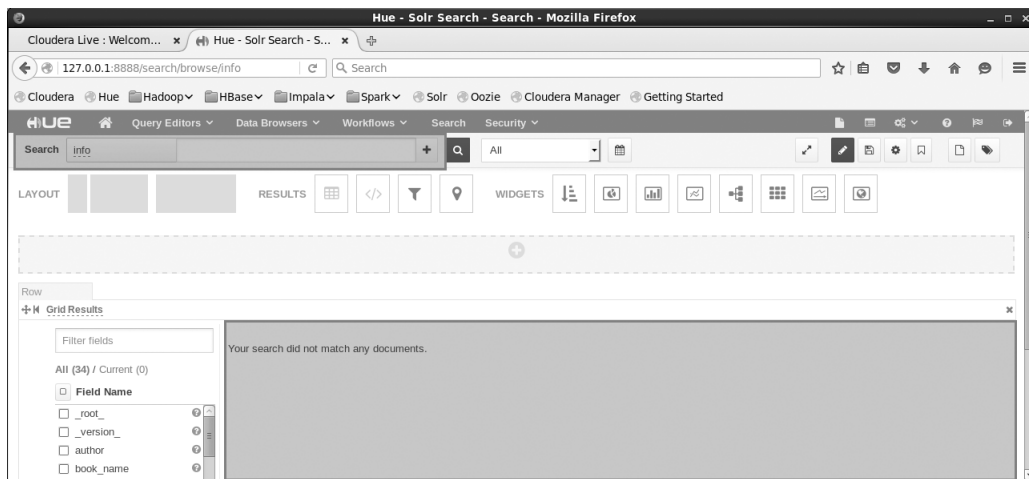 Hue - Solr Search - Search - Mozilla Firefox
Cloudera Live : Welcom... Hue - Solr Search - S...
127.0.0.1:8888/search/browse/info Search
Cloudera Hue Hadoop HBase Impala Spark Solr Oozie Cloudera Manager Getting Started
HUE Query Editors Data Browsers Workflows Search Security
Search info All
LAYOUT RESULTS WIDGETS
Row
Grid Results
Filter fields
Your search did not match any documents.
All (34) / Current (0)
Field Name
_root_
_version_
author
book_name